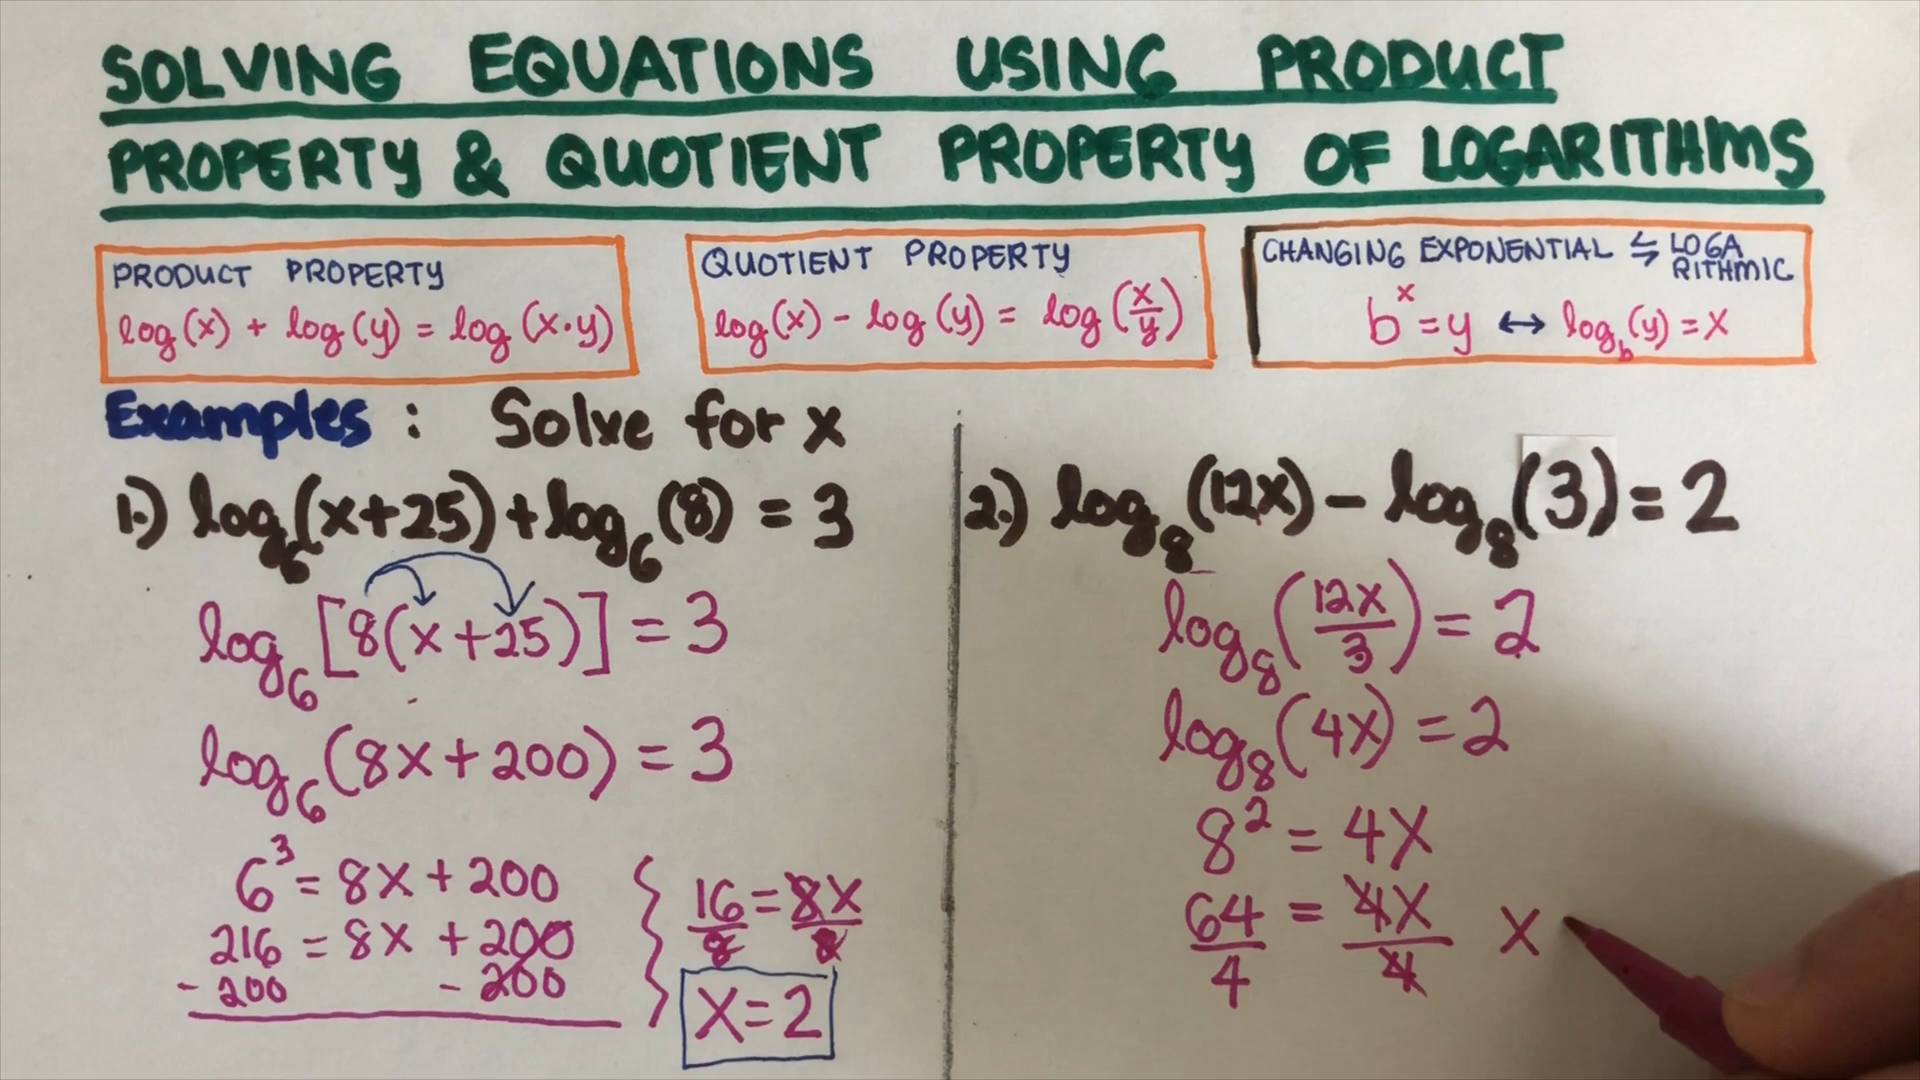 SOLVING EQUATIONS USING PRODUCT
PROPERTY & QUOTIENT PROPERTY OF LOGARITHMS
PRODUCT PROPERTY
log(x) + log(y) = log(x·y)
QUOTIENT PROPERTY
log(x) - log(y) = log(x/y)
CHANGING EXPONENTIAL ⇆ LOGA
RITHMIC
b^x = y ↔ log_b(y) = x
Examples : Solve for x
1.) log_6(x+25) + log_6(8) = 3
log_6[8(x+25)] = 3
log_6(8x+200) = 3
6^3 = 8x + 200
216 = 8x + 200
- 200 - 200
16/8 = 8x/8
x = 2
2.) log_8(12x) - log_8(3) = 2
log_8(12x/3) = 2
log_8(4x) = 2
8^2 = 4x
64/4 = 4x/4 x